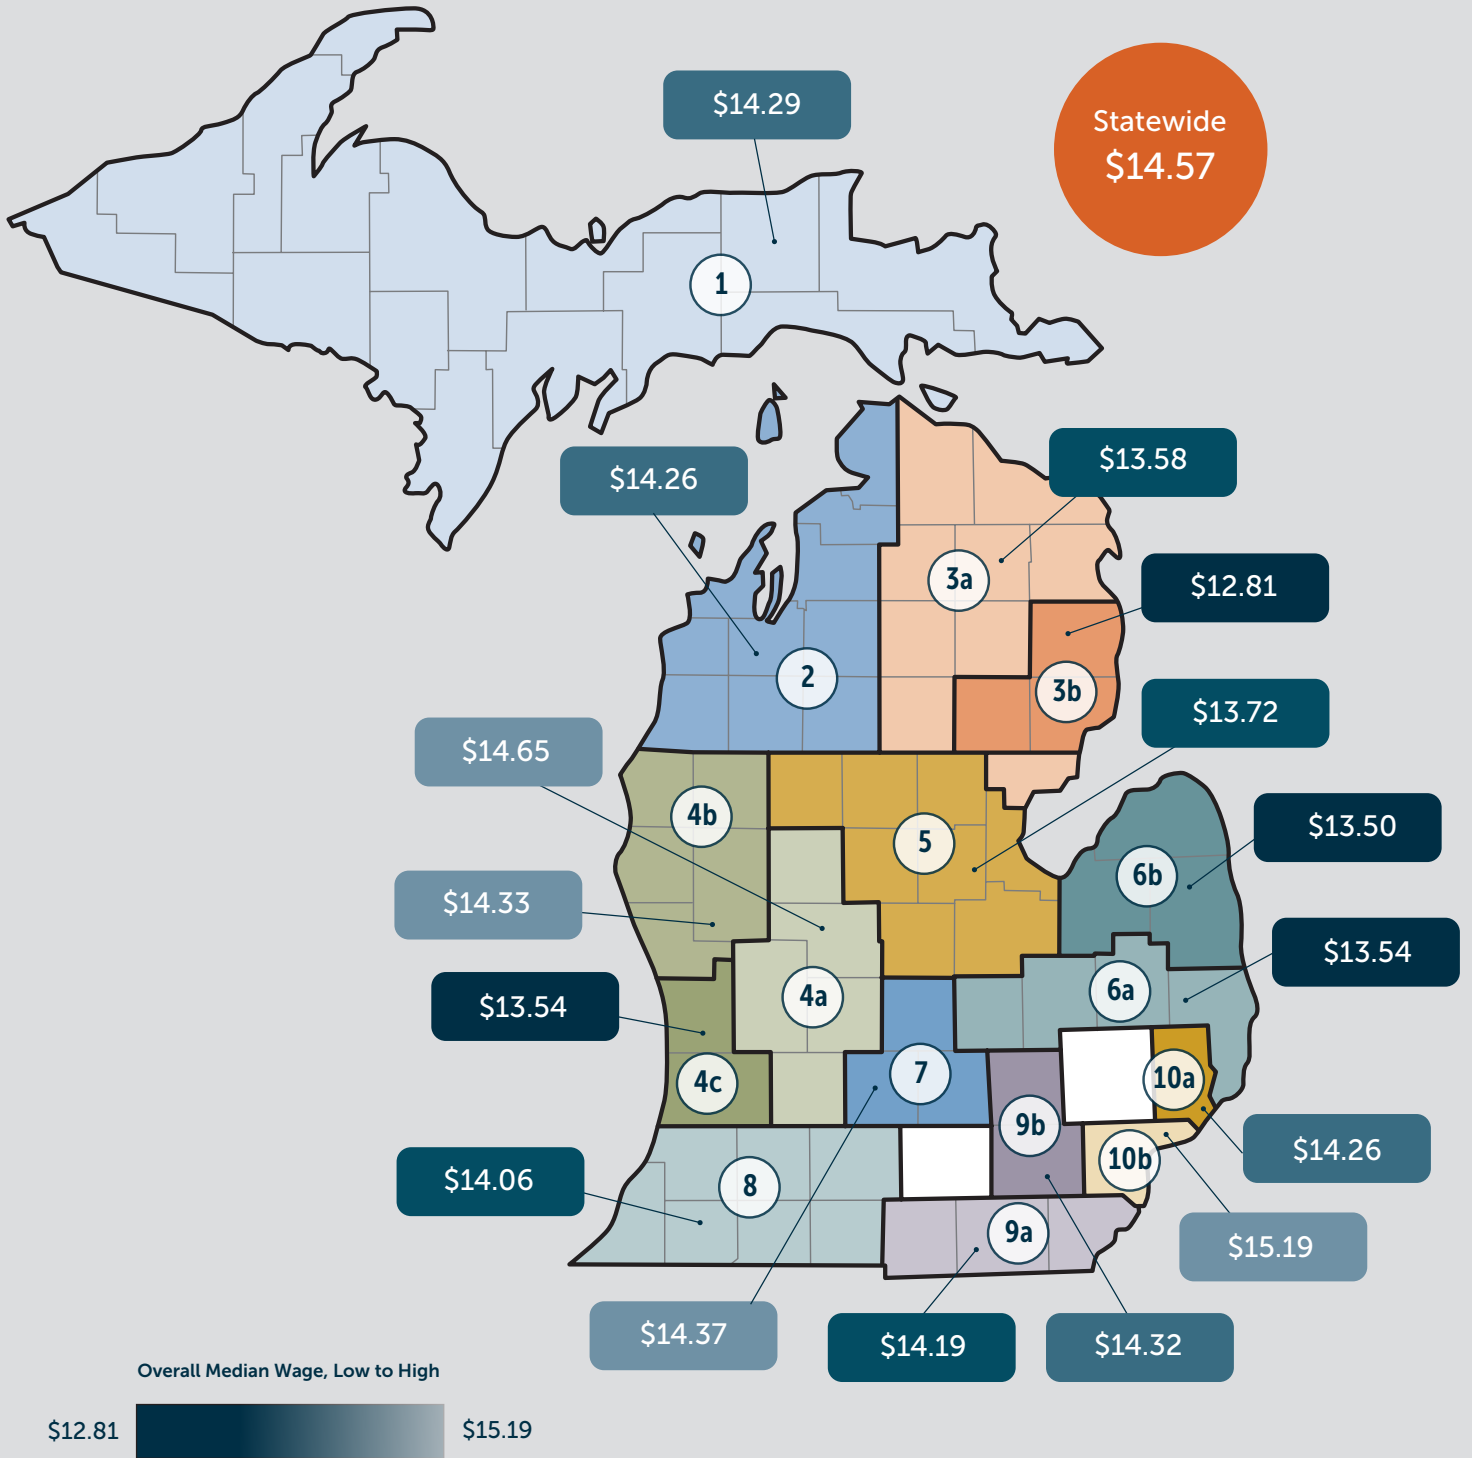 $14.29
Statewide
$14.57
1
$14.26
$13.58
3a
$12.81
2
3b
$13.72
$14.65
4b
5
$13.50
6b
$14.33
$13.54
4a
6a
$13.54
4c
7
10a
9b
10b
$14.26
$14.06
8
9a
$15.19
$14.37
$14.19
$14.32
Overall Median Wage, Low to High
$12.81
$15.19